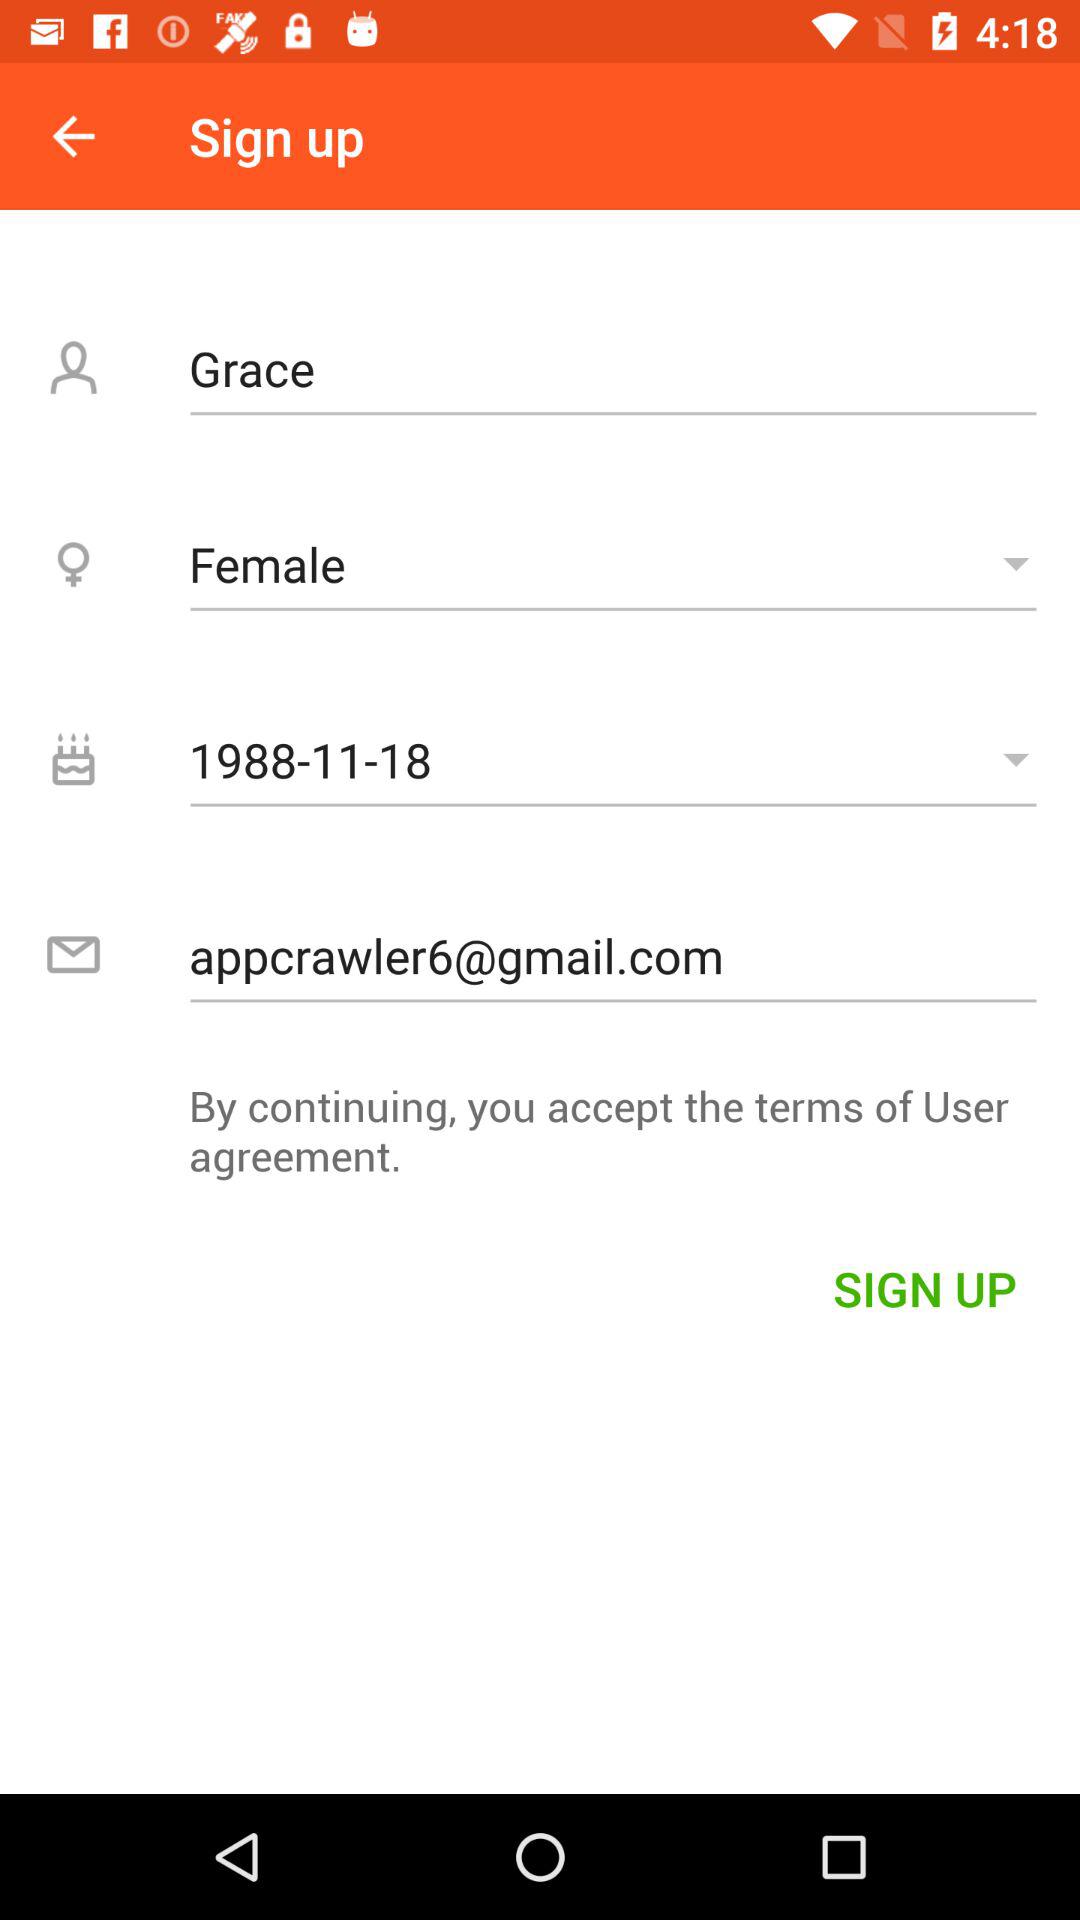 FAKE
4:18
Sign up
Grace
Female
1988-11-18
appcrawler6@gmail.com
By continuing, you accept the terms of User
agreement.
SIGN UP